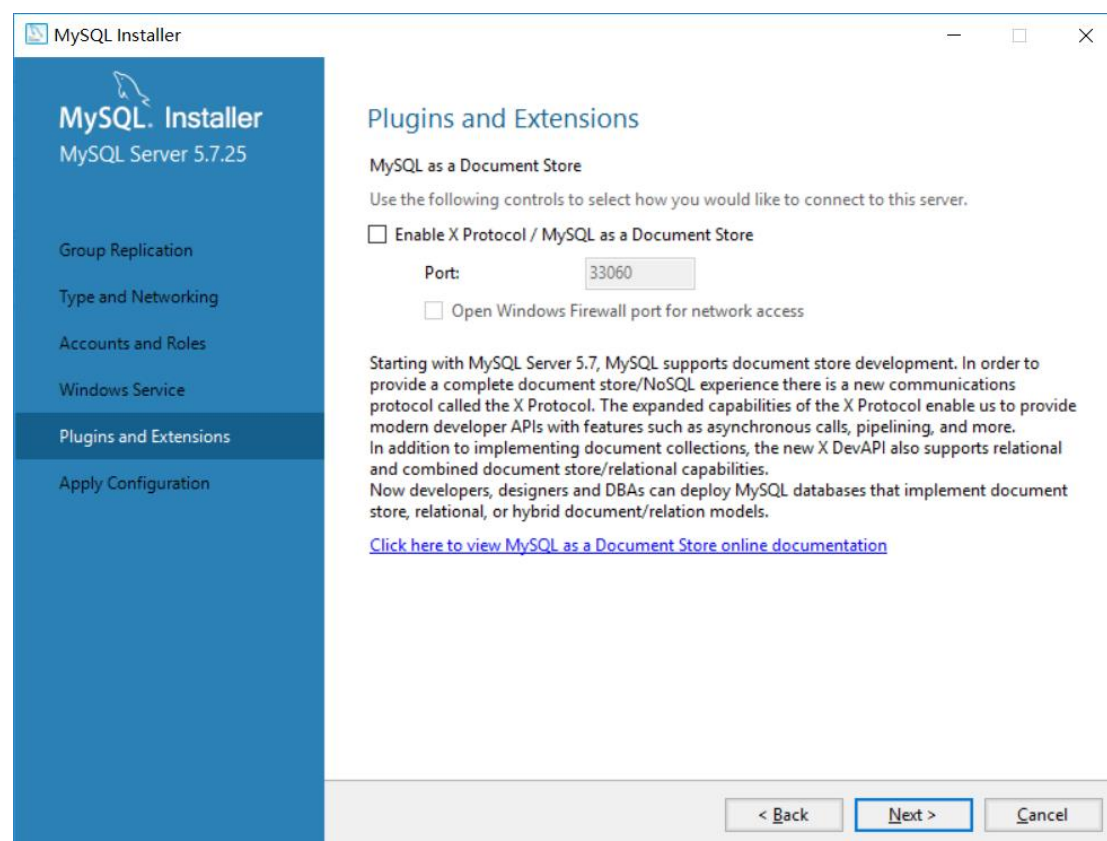 MySQL Installer
MySQL. Installer
MySQL Server 5.7.25
Group Replication
Type and Networking
Accounts and Roles
Windows Service
Plugins and Extensions
Apply Configuration
Plugins and Extensions
MySQL as a Document Store
Use the following controls to select how you would like to connect to this server.
Enable X Protocol / MySQL as a Document Store
Port: 33060
Open Windows Firewall port for network access
Starting with MySQL Server 5.7, MySQL supports document store development. In order to
provide a complete document store/NoSQL experience there is a new communications
protocol called the X Protocol. The expanded capabilities of the X Protocol enable us to provide
modern developer APIs with features such as asynchronous calls, pipelining, and more.
In addition to implementing document collections, the new X DevAPI also supports relational
and combined document store/relational capabilities.
Now developers, designers and DBAs can deploy MySQL databases that implement document
store, relational, or hybrid document/relation models.
Click here to view MySQL as a Document Store online documentation
< Back Next > Cancel